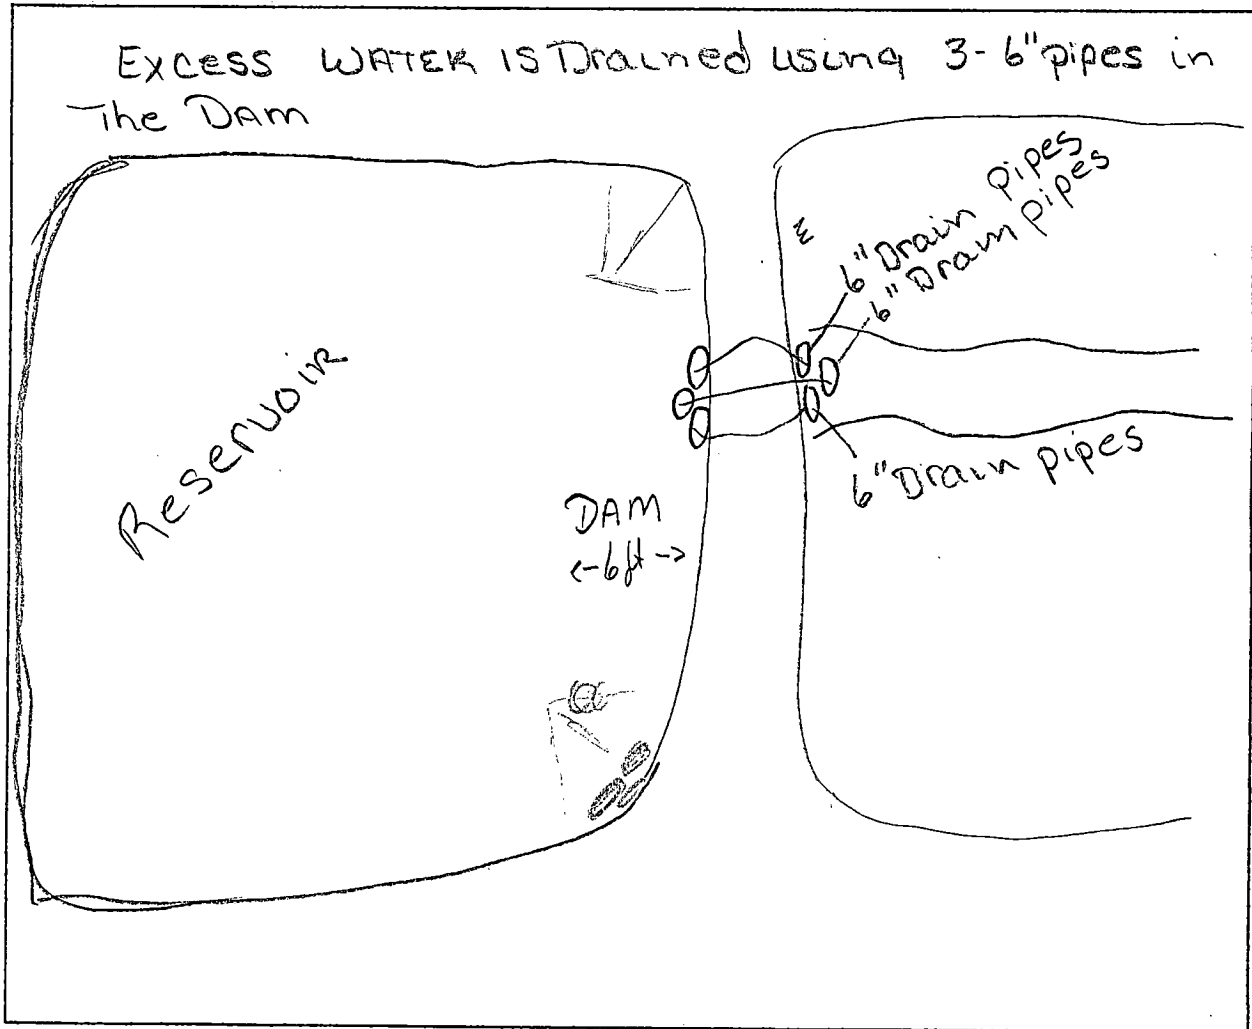 Excess WATER IS Drained using 3-6" pipes in
The DAM
6" Drain pipes
6" Drain pipes
Reservoir
6" Drain pipes
DAM
<-6ft->